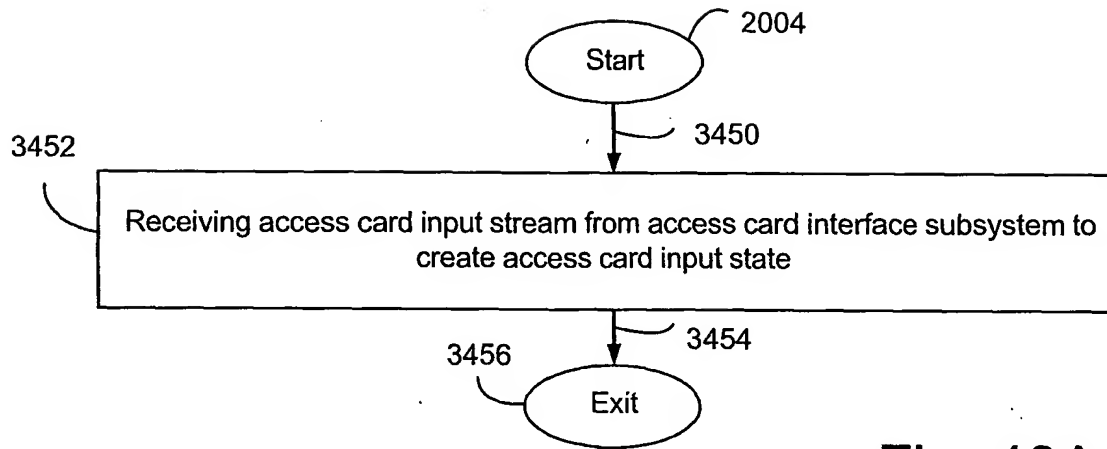 2004
Start
3450
3452
Receiving access card input stream from access card interface subsystem to
create access card input state
3454
3456
Exit